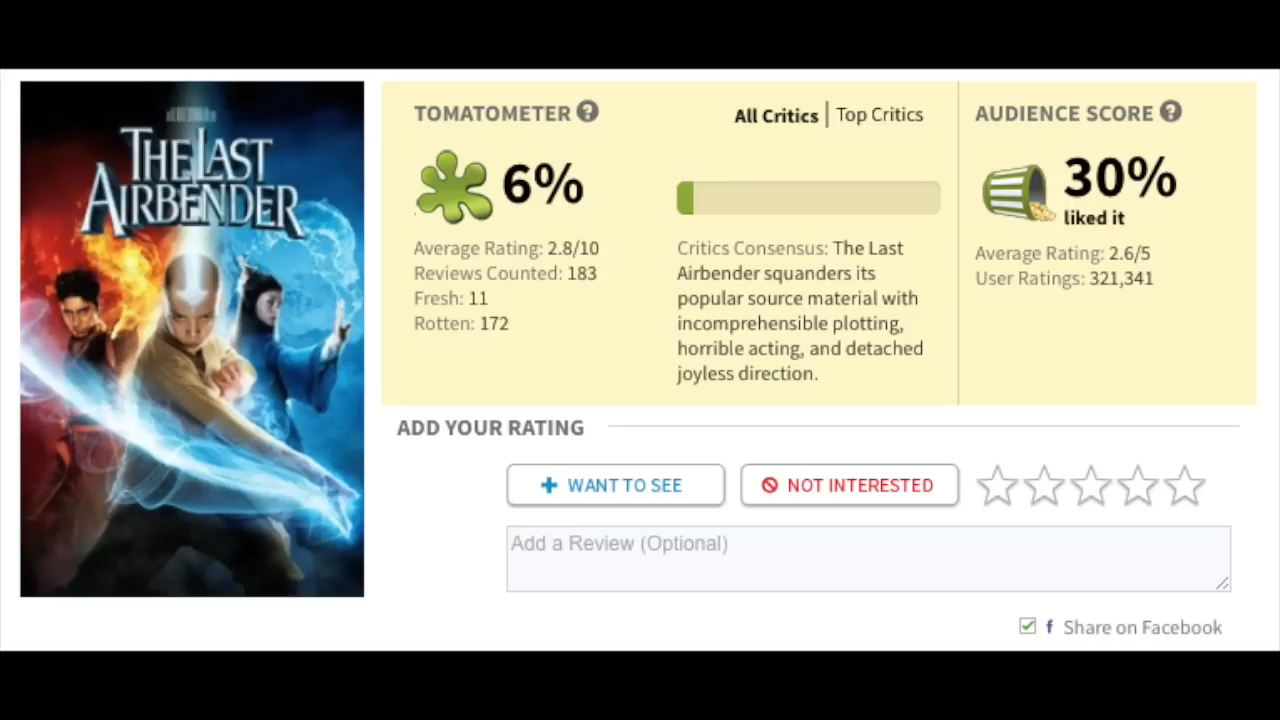 THE LAST
AIRBENDER
TOMATOMETER ?
All Critics | Top Critics
6%
Average Rating: 2.8/10
Reviews Counted: 183
Fresh: 11
Rotten: 172
Critics Consensus: The Last
Airbender squanders its
popular source material with
incomprehensible plotting,
horrible acting, and detached
joyless direction.
AUDIENCE SCORE ?
30%
liked it
Average Rating: 2.6/5
User Ratings: 321,341
ADD YOUR RATING
+ WANT TO SEE
NOT INTERESTED
Add a Review (Optional)
f Share on Facebook